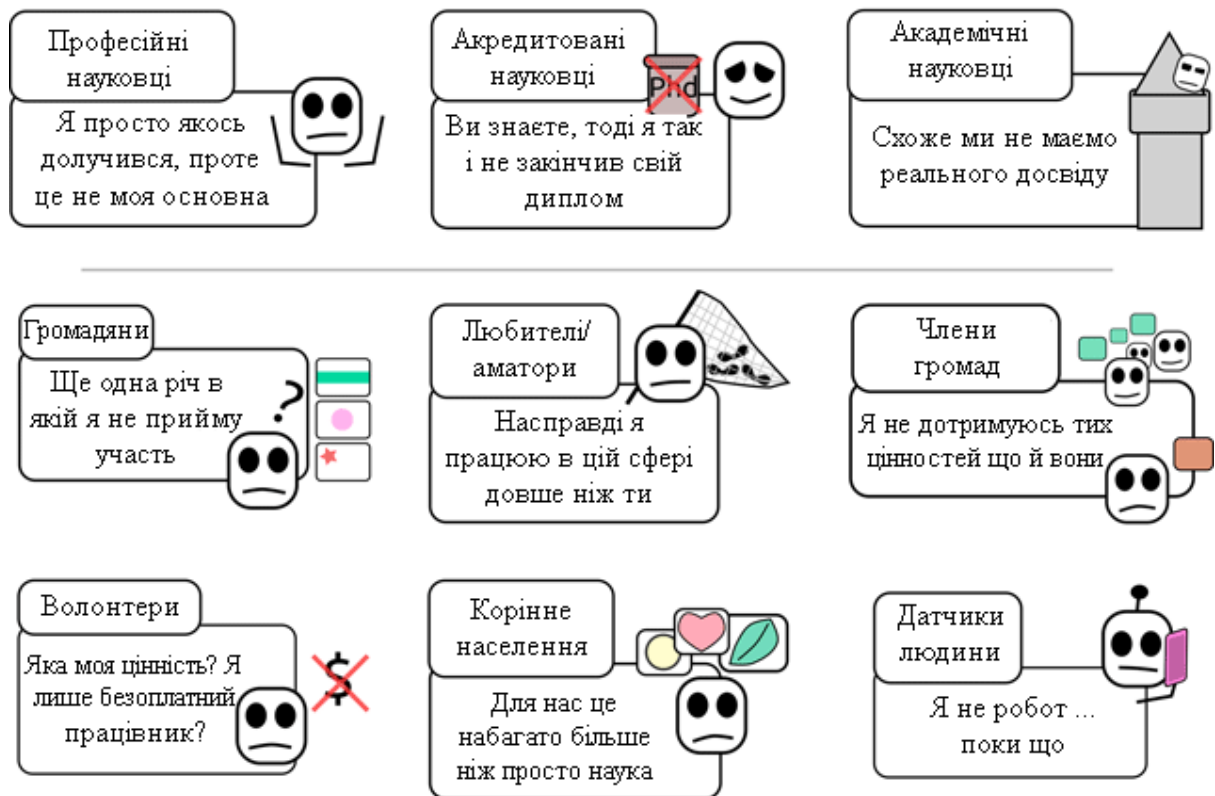 Професійні
науковці
Я просто якось
долучився, проте
це не моя основна
Акредитовані
науковці
Phd
Ви знаєте, тоді я так
і не закінчив свій
диплом
Академічні
науковці
Схоже ми не маємо
реального досвіду
Громадяни
Ще одна річ в
якій я не прийму
участь
?
Любителі/
аматори
Насправді я
працюю в цій сфері
довше ніж ти
Члени
громад
Я не дотримуюсь тих
цінностей що й вони
Волонтери
Яка моя цінність? Я
лише безоплатний
працівник?
$
Корінне
населення
Для нас це
набагато більше
ніж просто наука
Датчики
людини
Я не робот ...
поки що